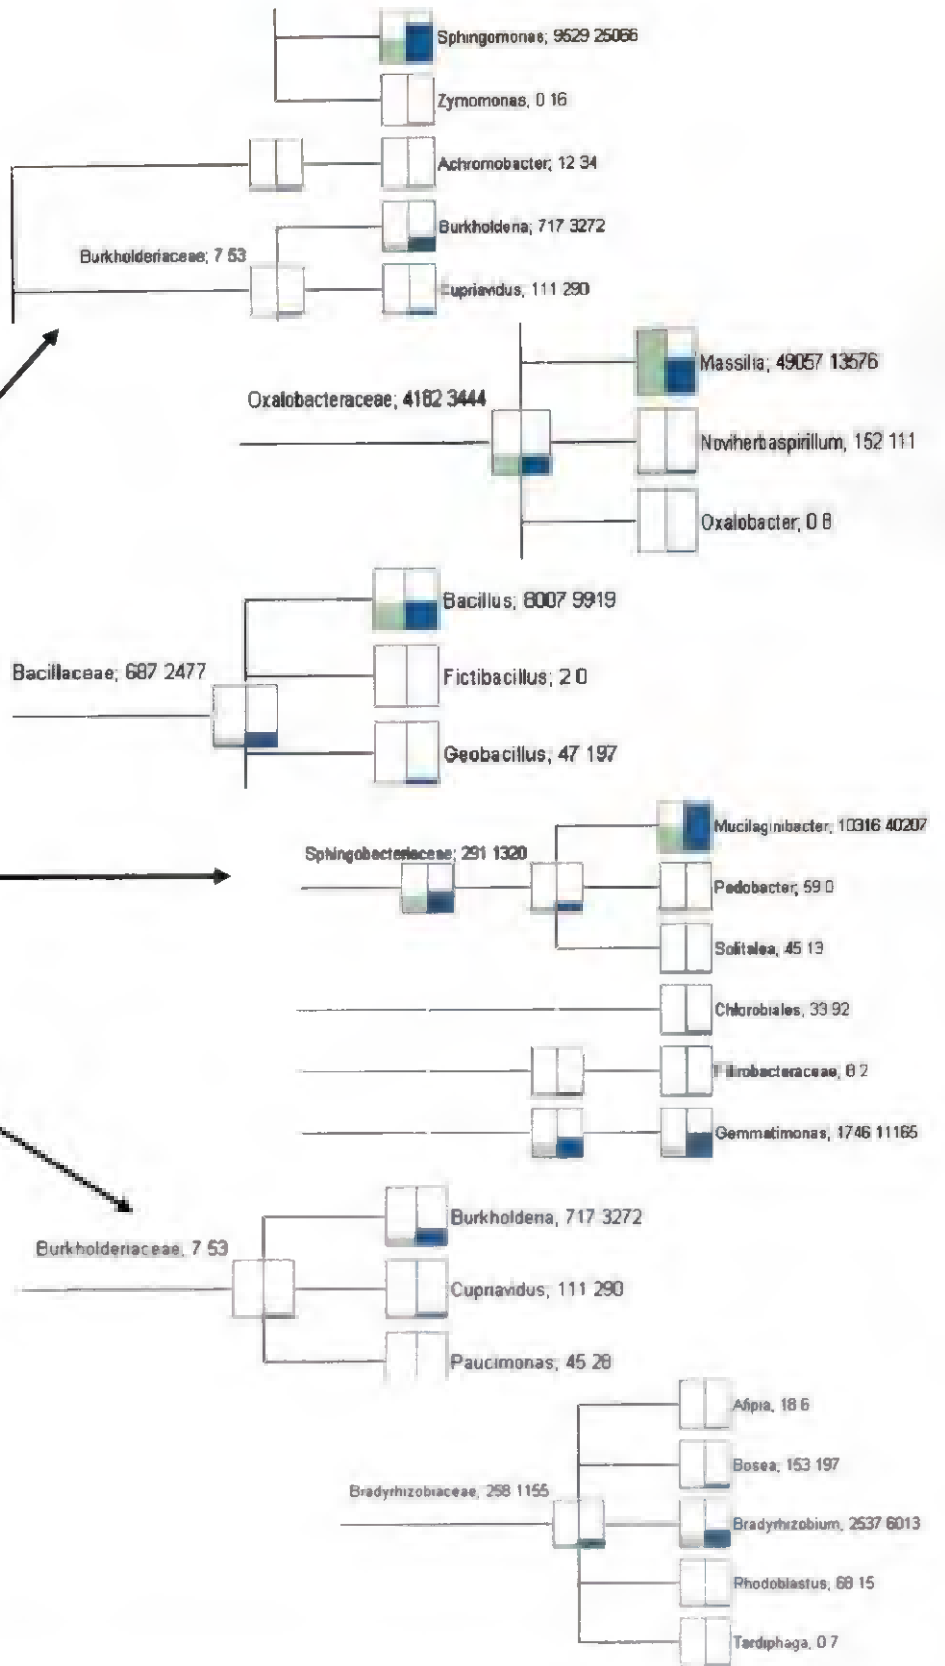 Sphingomonas; 9529 25066
Zymomonas, 0 16
Achromobacter; 12 34
Burkholderia; 717 3272
Burkholderiaceae; 7 53
Cupriavidus; 111 290
Massilia; 49057 13576
Oxalobacteraceae; 4182 3444
Noviherbaspirillum, 152 111
Oxalobacter; 0 8
Bacillus; 8007 9919
Bacillaceae; 687 2477
Fictibacillus; 2 0
Geobacillus; 47 197
Mucilaginibacter, 10316 40207
Sphingobacteriaceae; 291 1320
Pedobacter; 59 0
Solitalea, 45 13
Chlorobiales, 33 92
Gemmatimonas, 1746 11165
Burkholderia, 717 3272
Burkholderiaceae, 7 53
Cupriavidus; 111 290
Paucimonas; 45 28
Afipia, 18 6
Bosea, 153 197
Bradyrhizobiaceae, 258 1155
Bradyrhizobium, 2537 6013
Rhodoblastus; 68 15
Tardiphaga, 0 7